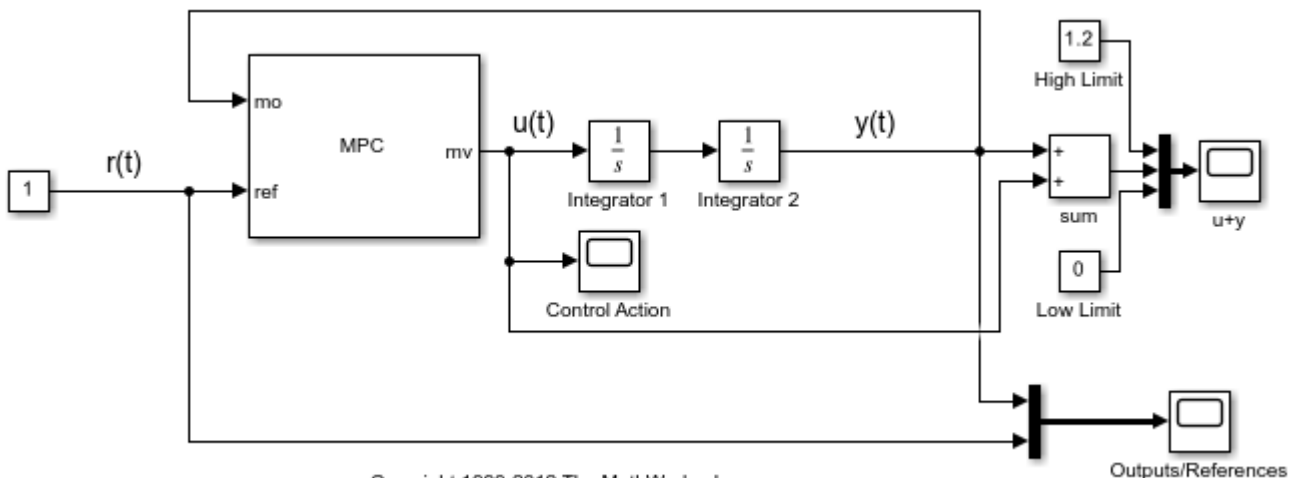 1.2
High Limit
mo
MPC
mv
ref
1
r(t)
u(t)
1
s
Integrator 1
1
s
Integrator 2
y(t)
+
+
sum
u+y
0
Low Limit
Control Action
Outputs/References